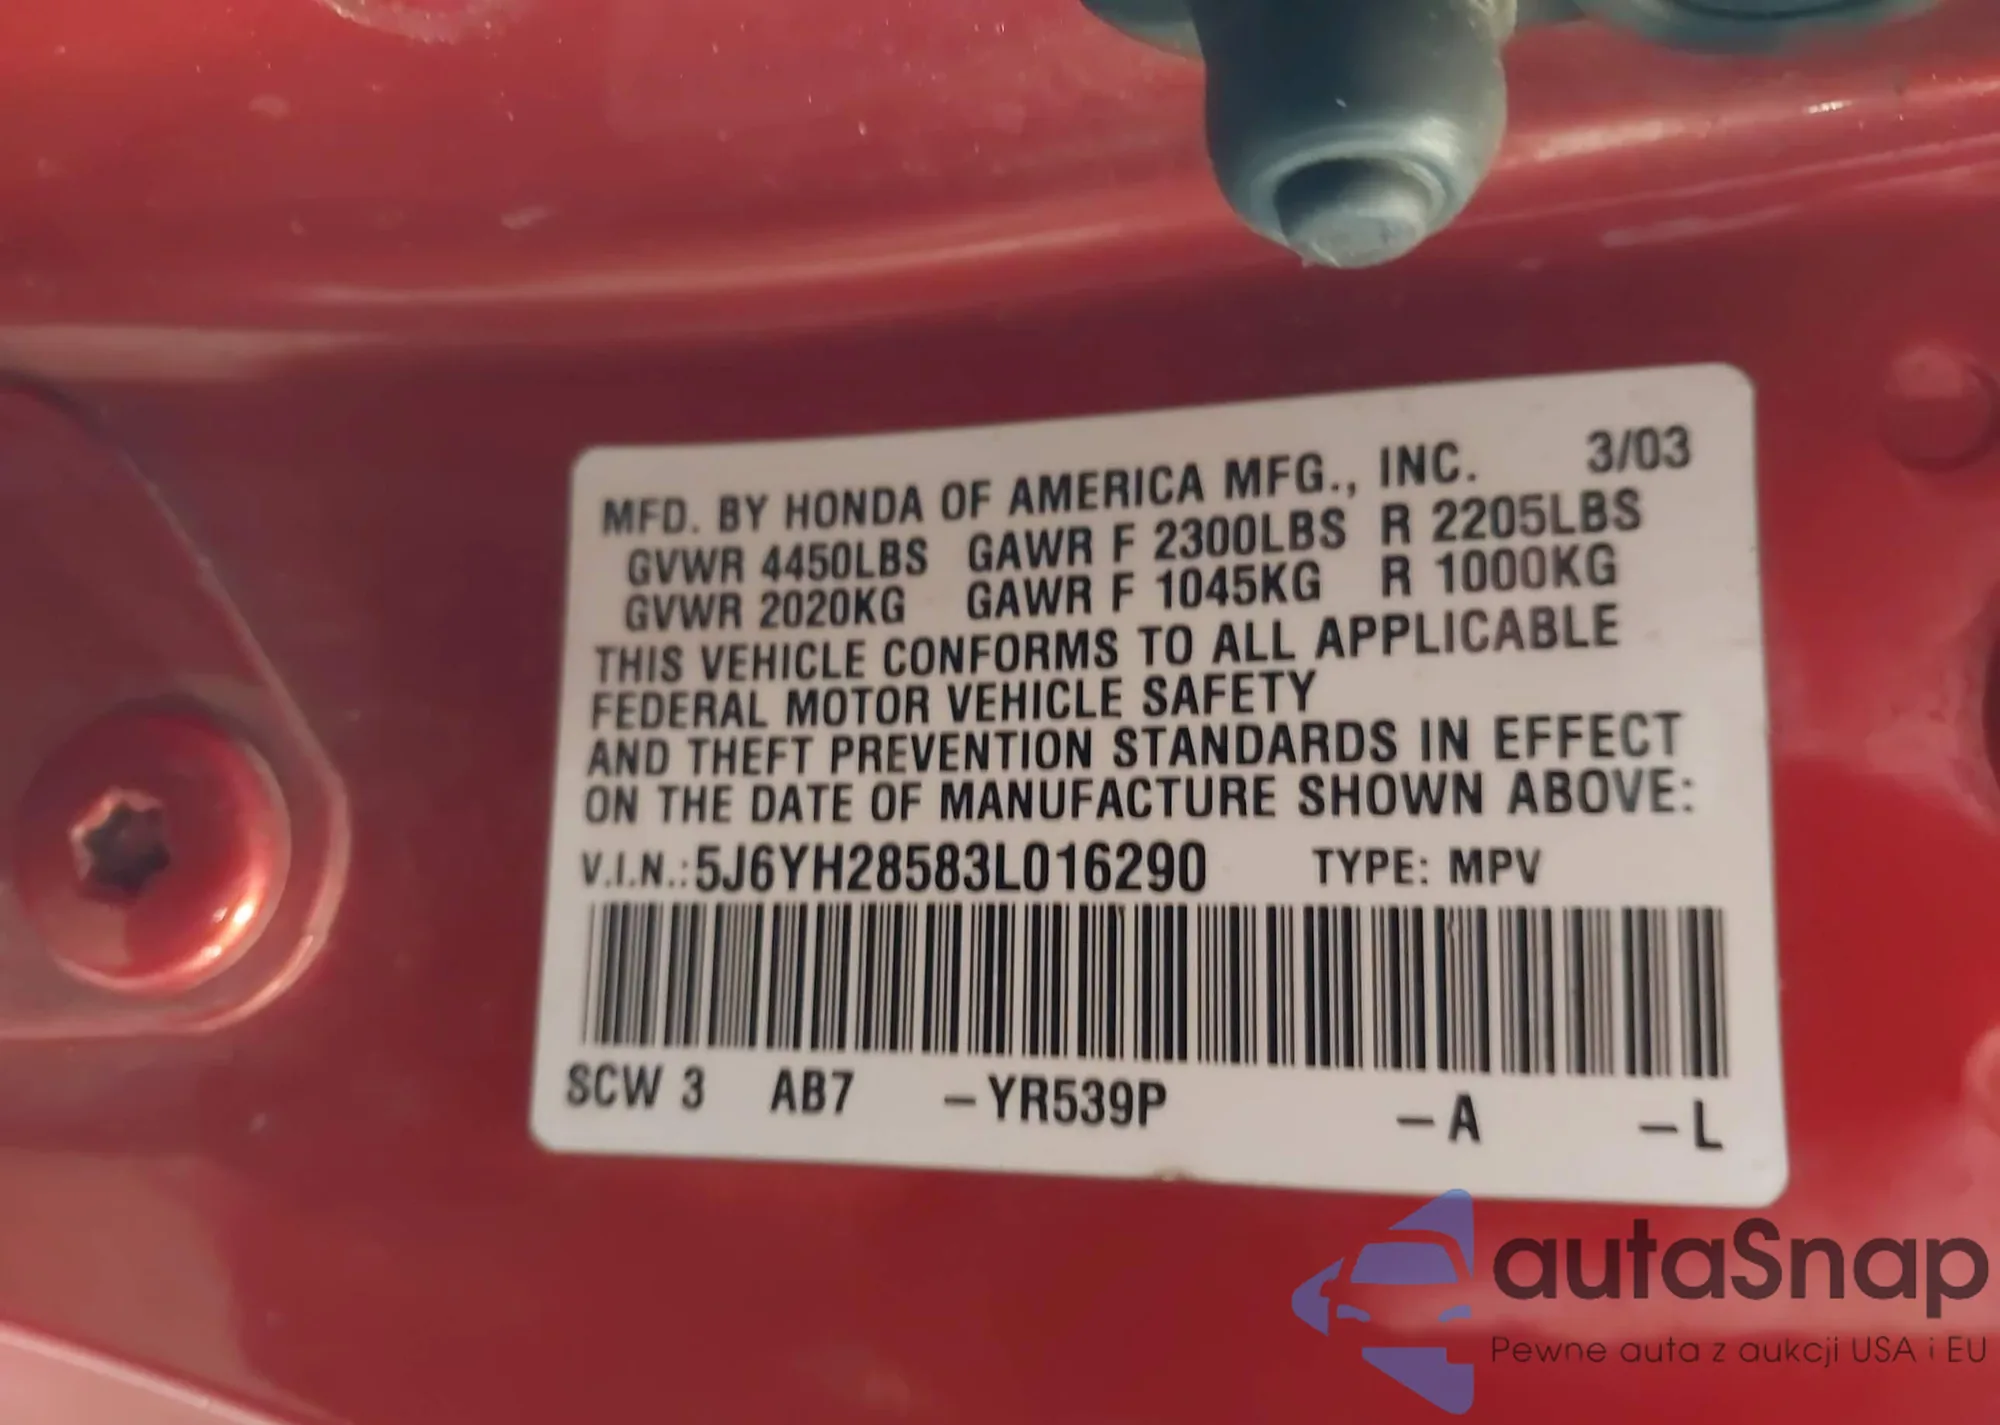 MFD. BY HONDA OF AMERICA MFG., INC. 3/03
GVWR 4450LBS GAWR F 2300LBS R 2205LBS
GVWR 2020KG GAWR F 1045KG R 1000KG
THIS VEHICLE CONFORMS TO ALL APPLICABLE
FEDERAL MOTOR VEHICLE SAFETY
AND THEFT PREVENTION STANDARDS IN EFFECT
ON THE DATE OF MANUFACTURE SHOWN ABOVE:
V.I.N.:5J6YH28583L016290 TYPE: MPV
SCW 3 AB7 –YR539P –A –L
autaSnap
Pewne auta z aukcji USA i EU